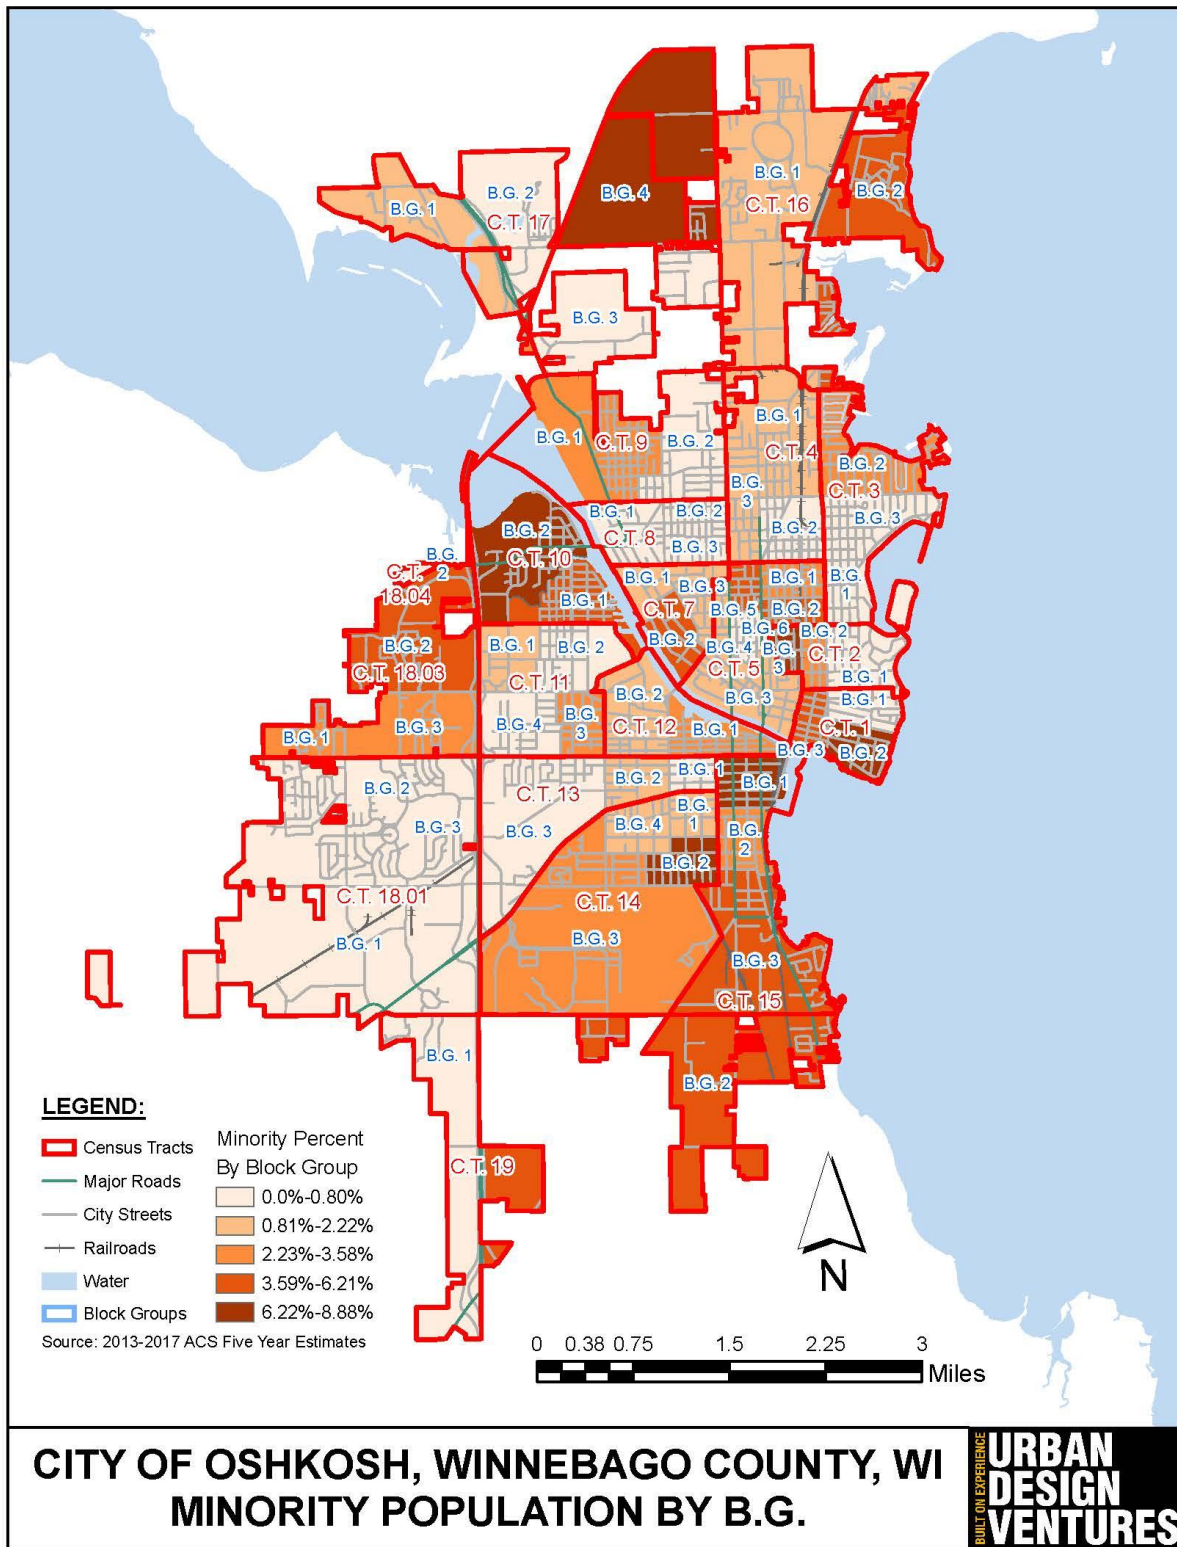 B.G. 2
B.G. 1
C.T. 17
B.G. 4
B.G. 1
C.T. 16
B.G. 2
B.G. 3
B.G. 1
C.T. 9
B.G. 2
B.G. 1
C.T. 4
B.G. 2
C.T. 3
B.G.
3
B.G. 3
B.G. 1
B.G. 2
B.G. 2
C.T. 8
B.G. 3
B.G. 2
C.T. 10
B.G. 1
B.G.
2
C.T.
18.04
B.G. 1
B.G. 3
C.T. 7
B.G. 2
B.G. 5
B.G. 1
B.G. 2
B.G. 6
B.G. 4
B.G.
3
C.T. 5
B.G. 3
B.G.
1
B.G. 2
C.T. 2
B.G. 1
B.G. 2
C.T. 18.03
B.G. 3
B.G. 1
B.G. 1
B.G. 2
C.T. 11
B.G. 4
B.G.
3
B.G. 2
C.T. 12
B.G. 1
B.G. 1
C.T. 1
B.G. 2
B.G. 3
B.G. 2
B.G. 3
C.T. 18.01
B.G. 1
C.T. 13
B.G. 3
B.G. 2
B.G. 1
B.G. 4
B.G.
1
B.G. 2
C.T. 14
B.G. 3
B.G. 1
B.G.
2
B.G. 3
C.T. 15
B.G. 2
B.G. 1
C.T. 19
LEGEND:
Census Tracts
Major Roads
City Streets
Railroads
Water
Block Groups
Minority Percent
By Block Group
0.0%-0.80%
0.81%-2.22%
2.23%-3.58%
3.59%-6.21%
6.22%-8.88%
Source: 2013-2017 ACS Five Year Estimates
N
0 0.38 0.75 1.5 2.25 3
Miles
CITY OF OSHKOSH, WINNEBAGO COUNTY, WI
MINORITY POPULATION BY B.G.
BUILT ON EXPERIENCE
URBAN
DESIGN
VENTURES